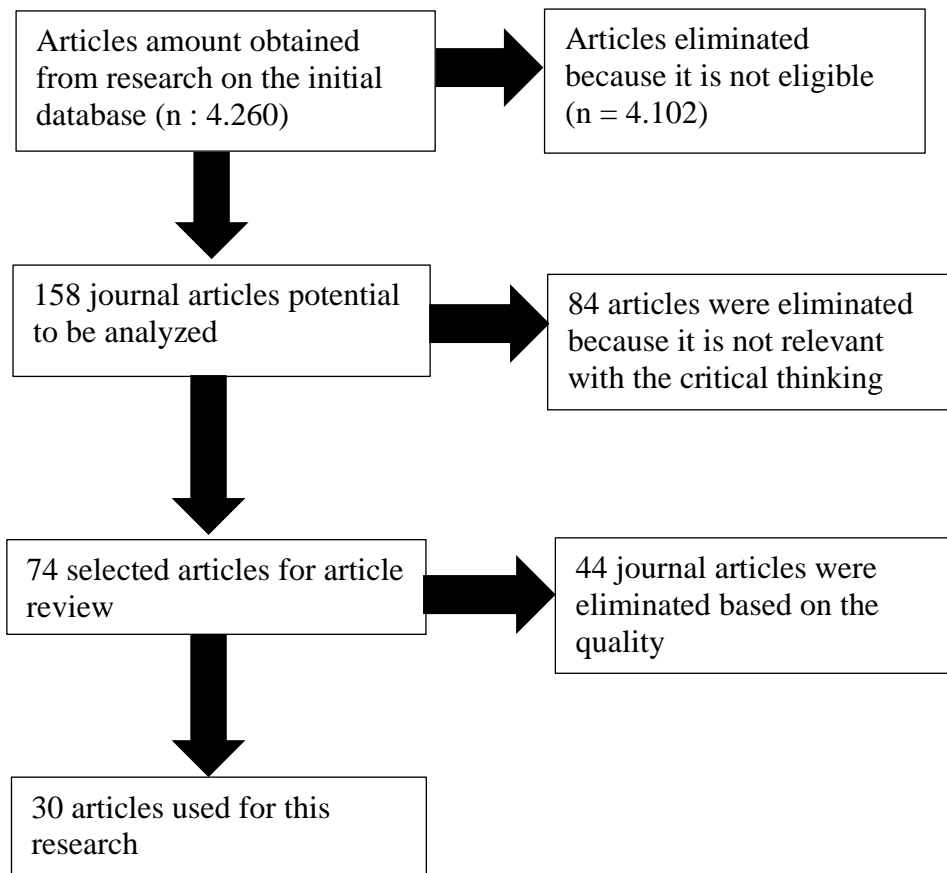 Articles amount obtained
from research on the initial
database (n : 4.260)
Articles eliminated
because it is not eligible
(n = 4.102)
158 journal articles potential
to be analyzed
84 articles were eliminated
because it is not relevant
with the critical thinking
74 selected articles for article
review
44 journal articles were
eliminated based on the
quality
30 articles used for this
research